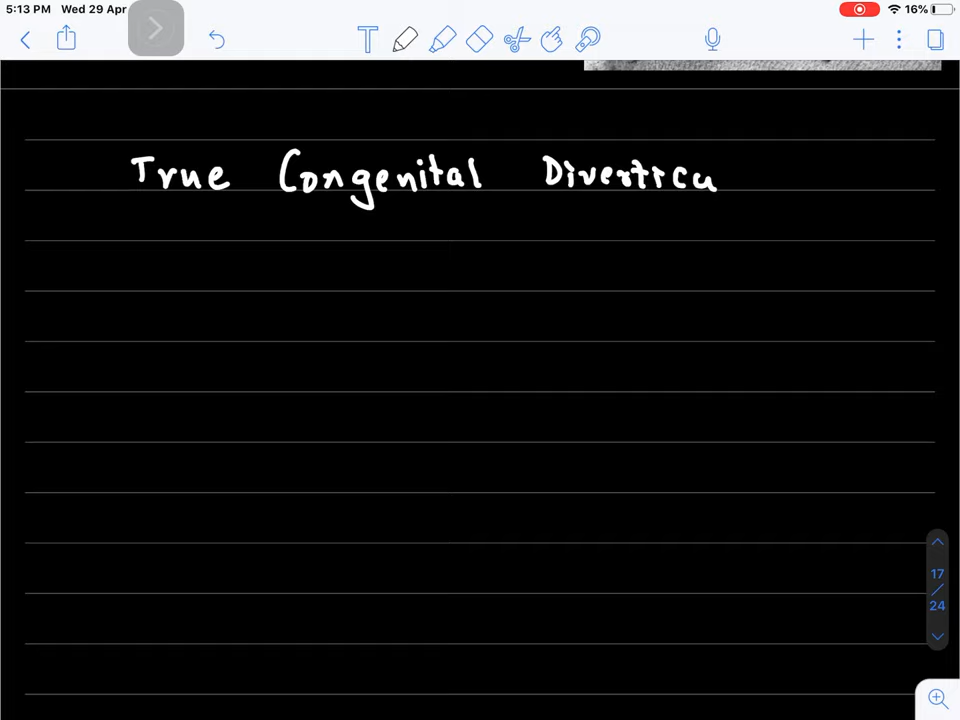 5:13 PM Wed 29 Apr 16%
T
True Congenital Diverticu
17
/
24